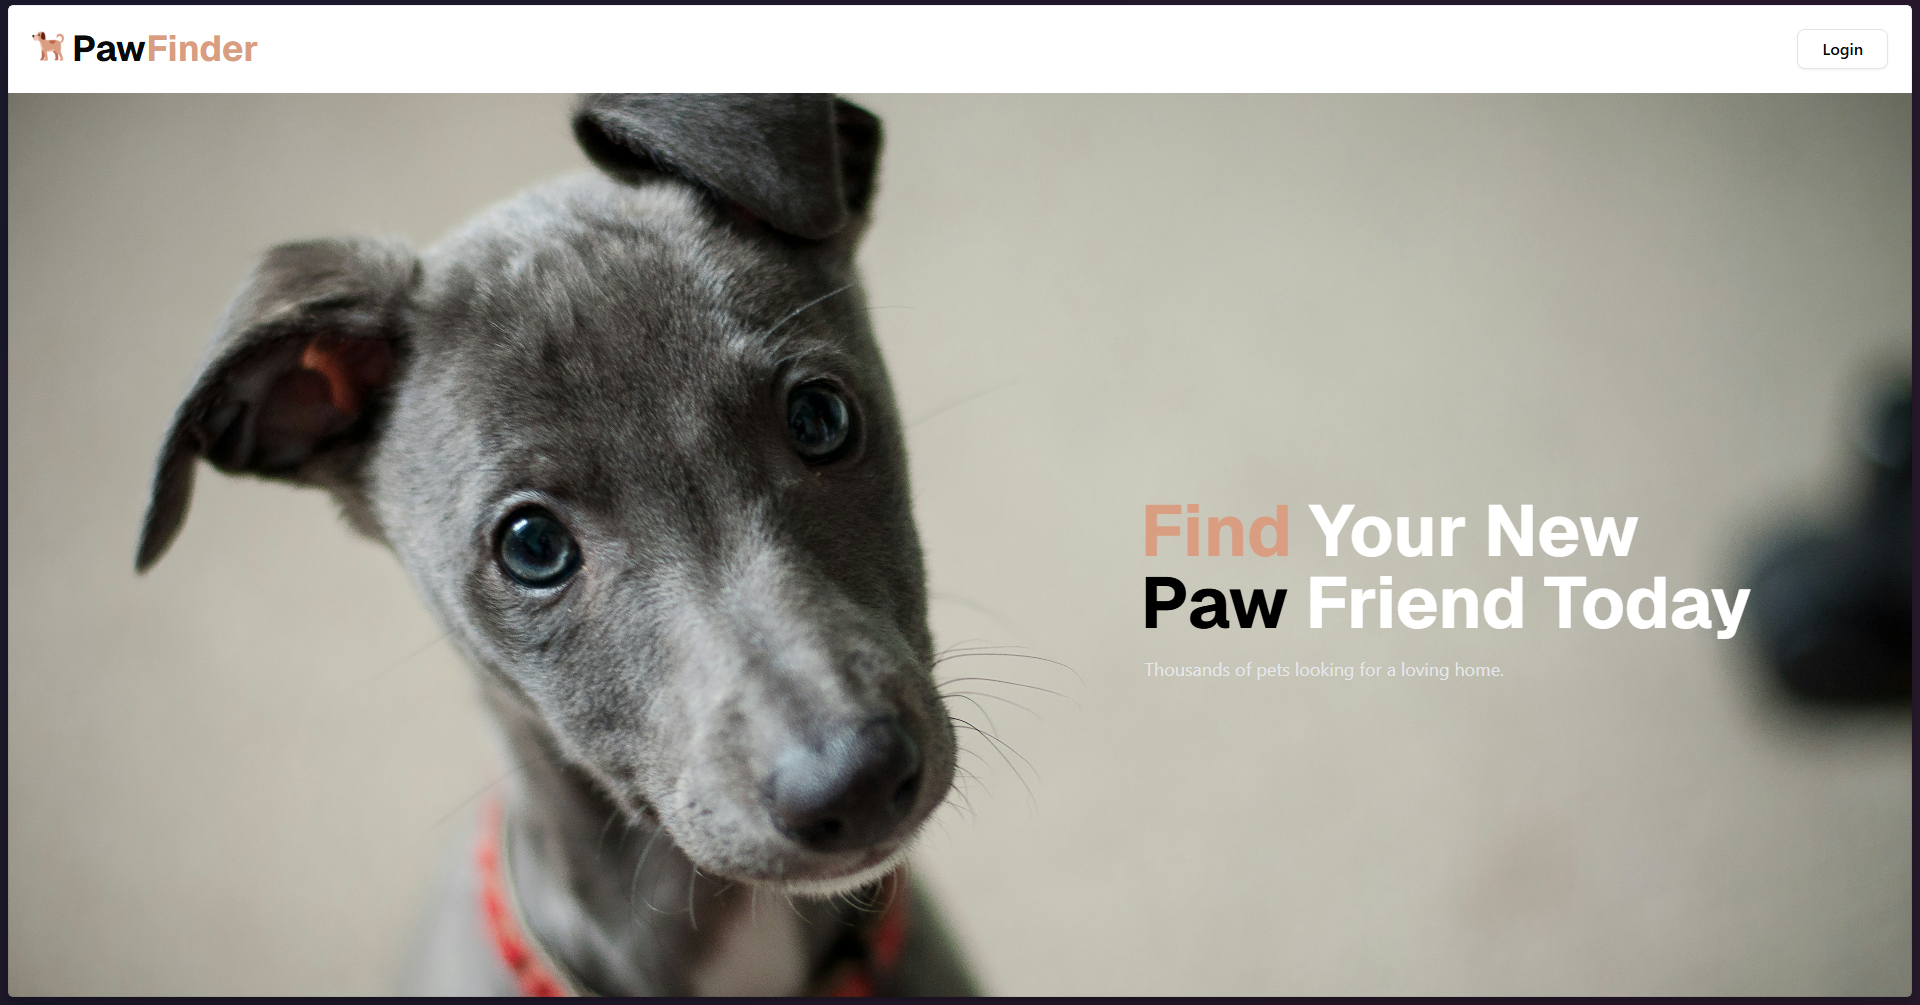 PawFinder
Login
Find Your New
Paw Friend Today
Thousands of pets looking for a loving home.